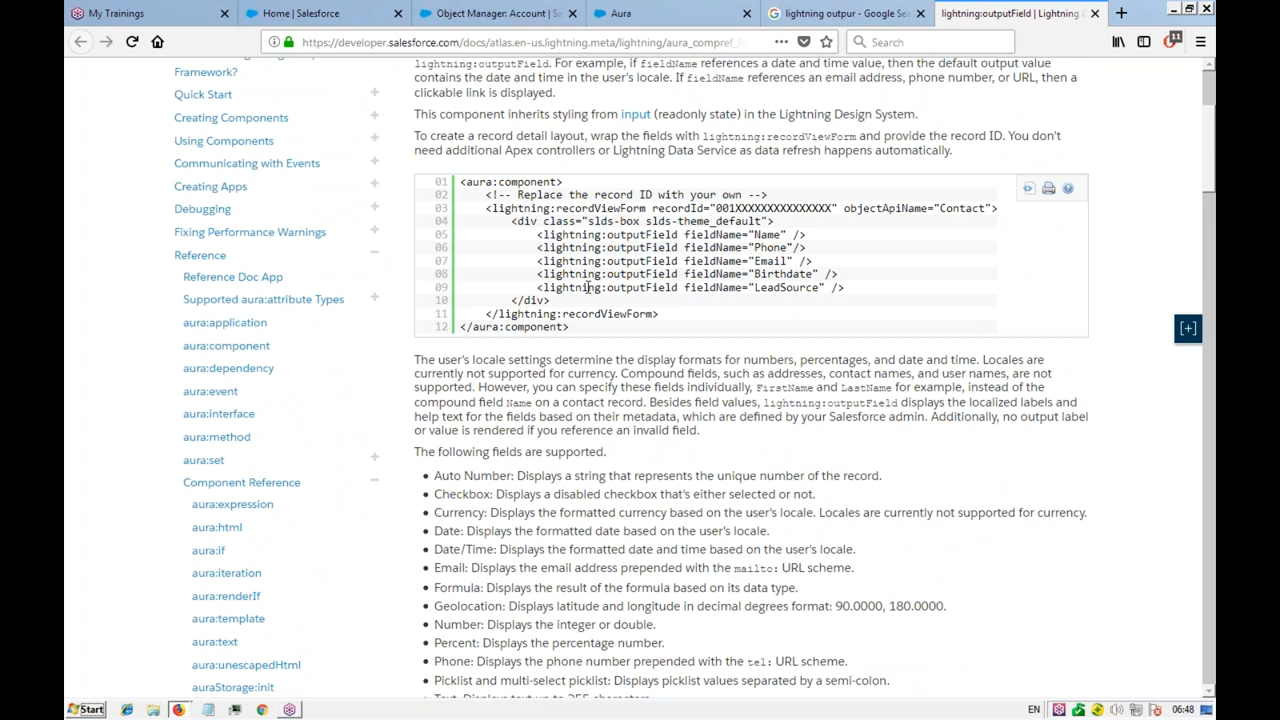 My Trainings
Home | Salesforce
Object Manager: Account | S
Aura
lightning outpur - Google Se
lightning:outputField | Lightning
https://developer.salesforce.com/docs/atlas.en-us.lightning.meta/lightning/aura_compref_l
Search
11
Framework?
Quick Start
Creating Components
Using Components
Communicating with Events
Creating Apps
Debugging
Fixing Performance Warnings
Reference
Reference Doc App
Supported aura:attribute Types
aura:application
aura:component
aura:dependency
aura:event
aura:interface
aura:method
aura:set
Component Reference
aura:expression
aura:html
aura:if
aura:iteration
aura:renderIf
aura:template
aura:text
aura:unescapedHtml
auraStorage:init
lightning:outputField. For example, if fieldName references a date and time value, then the default output value
contains the date and time in the user's locale. If fieldName references an email address, phone number, or URL, then a
clickable link is displayed.
This component inherits styling from input (readonly state) in the Lightning Design System.
To create a record detail layout, wrap the fields with lightning:recordViewForm and provide the record ID. You don't
need additional Apex controllers or Lightning Data Service as data refresh happens automatically.
01 <aura:component>
02 <!-- Replace the record ID with your own -->
03 <lightning:recordViewForm recordId="001XXXXXXXXXXXXXXX" objectApiName="Contact">
04 <div class="slds-box slds-theme_default">
05 <lightning:outputField fieldName="Name" />
06 <lightning:outputField fieldName="Phone"/>
07 <lightning:outputField fieldName="Email" />
08 <lightning:outputField fieldName="Birthdate" />
09 <lightning:outputField fieldName="LeadSource" />
10 </div>
11 </lightning:recordViewForm>
12 </aura:component>
The user's locale settings determine the display formats for numbers, percentages, and date and time. Locales are
currently not supported for currency. Compound fields, such as addresses, contact names, and user names, are not
supported. However, you can specify these fields individually, FirstName and LastName for example, instead of the
compound field Name on a contact record. Besides field values, lightning:outputField displays the localized labels and
help text for the fields based on their metadata, which are defined by your Salesforce admin. Additionally, no output label
or value is rendered if you reference an invalid field.
The following fields are supported.
• Auto Number: Displays a string that represents the unique number of the record.
• Checkbox: Displays a disabled checkbox that's either selected or not.
• Currency: Displays the formatted currency based on the user's locale. Locales are currently not supported for currency.
• Date: Displays the formatted date based on the user's locale.
• Date/Time: Displays the formatted date and time based on the user's locale.
• Email: Displays the email address prepended with the mailto: URL scheme.
• Formula: Displays the result of the formula based on its data type.
• Geolocation: Displays latitude and longitude in decimal degrees format: 90.0000, 180.0000.
• Number: Displays the integer or double.
• Percent: Displays the percentage number.
• Phone: Displays the phone number prepended with the tel: URL scheme.
• Picklist and multi-select picklist: Displays picklist values separated by a semi-colon.
[+]
Start
EN
06:48